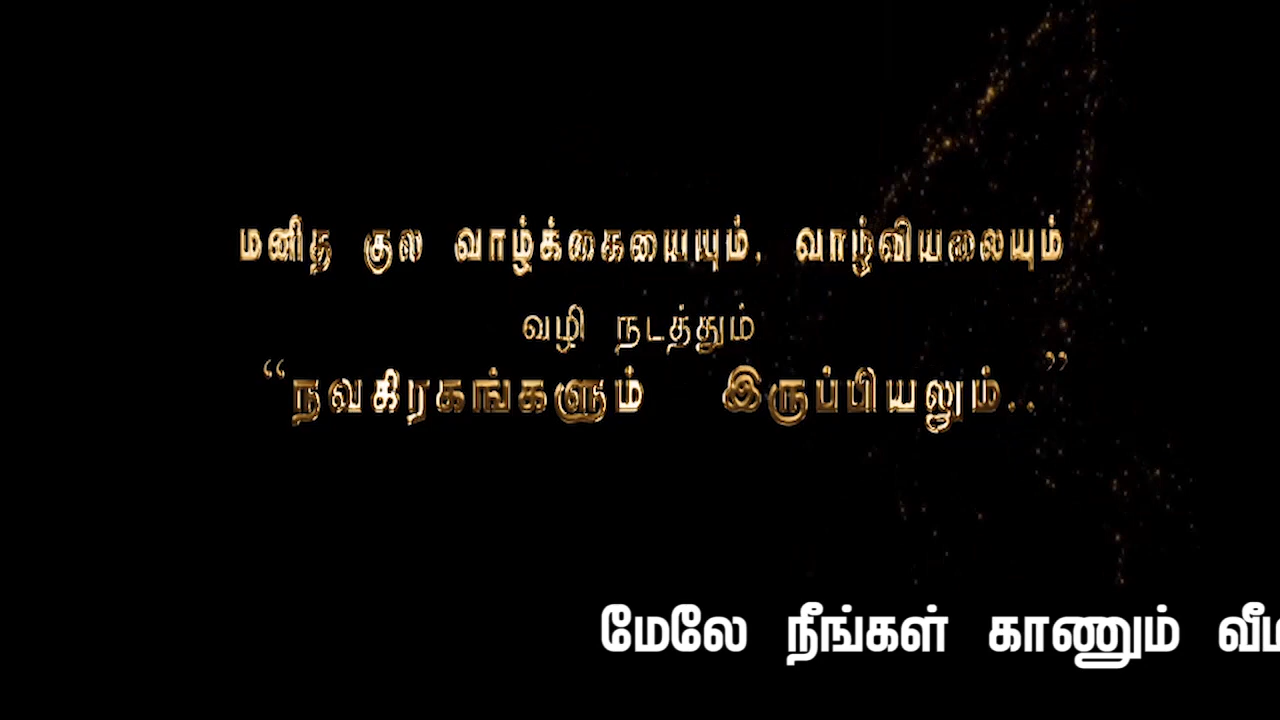 மனித குல வாழ்க்கையையும், வாழ்வியலையும்
வழி நடத்தும்
“நவகிரகங்களும் இருப்பியலும்..”
மேலே நீங்கள் காணும்